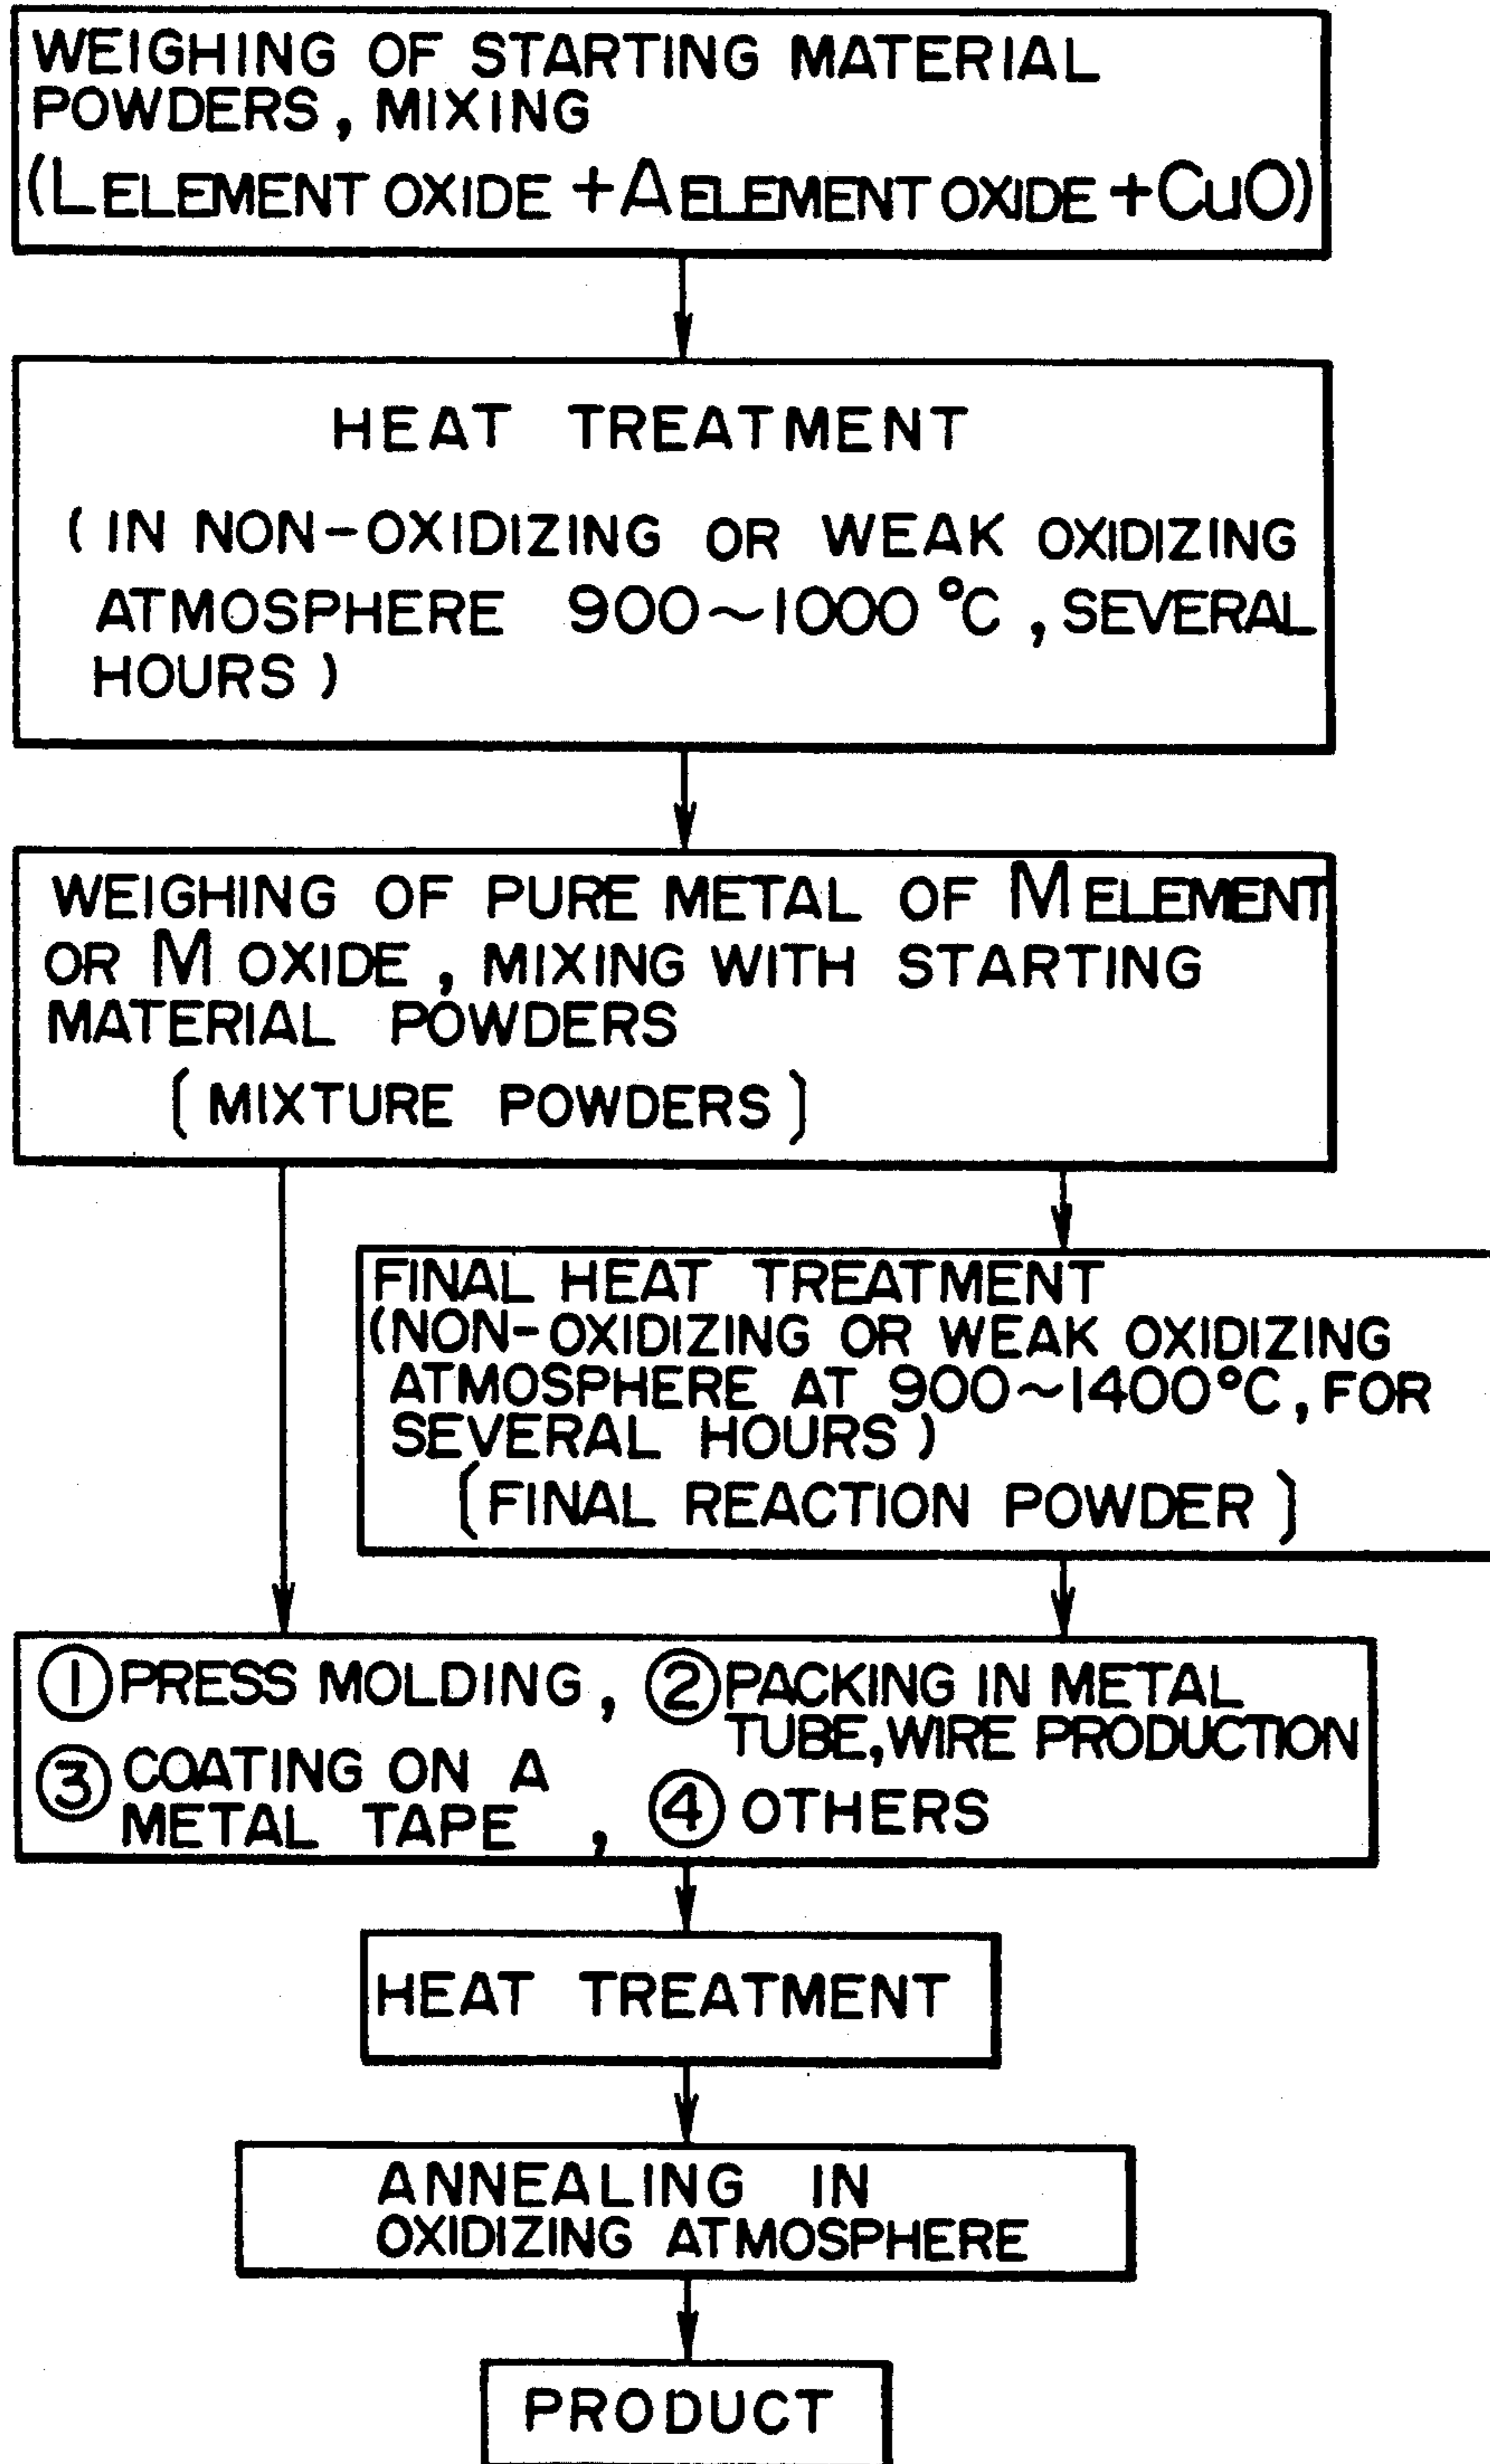 WEIGHING OF STARTING MATERIAL
POWDERS, MIXING
(L ELEMENT OXIDE + A ELEMENT OXIDE + CuO)
HEAT TREATMENT
(IN NON-OXIDIZING OR WEAK OXIDIZING
ATMOSPHERE 900~1000°C, SEVERAL
HOURS)
WEIGHING OF PURE METAL OF M ELEMENT
OR M OXIDE, MIXING WITH STARTING
MATERIAL POWDERS
[MIXTURE POWDERS]
FINAL HEAT TREATMENT
(NON-OXIDIZING OR WEAK OXIDIZING
ATMOSPHERE AT 900~1400°C, FOR
SEVERAL HOURS)
[FINAL REACTION POWDER]
① PRESS MOLDING, ② PACKING IN METAL
TUBE, WIRE PRODUCTION
③ COATING ON A
METAL TAPE, ④ OTHERS
HEAT TREATMENT
ANNEALING IN
OXIDIZING ATMOSPHERE
PRODUCT